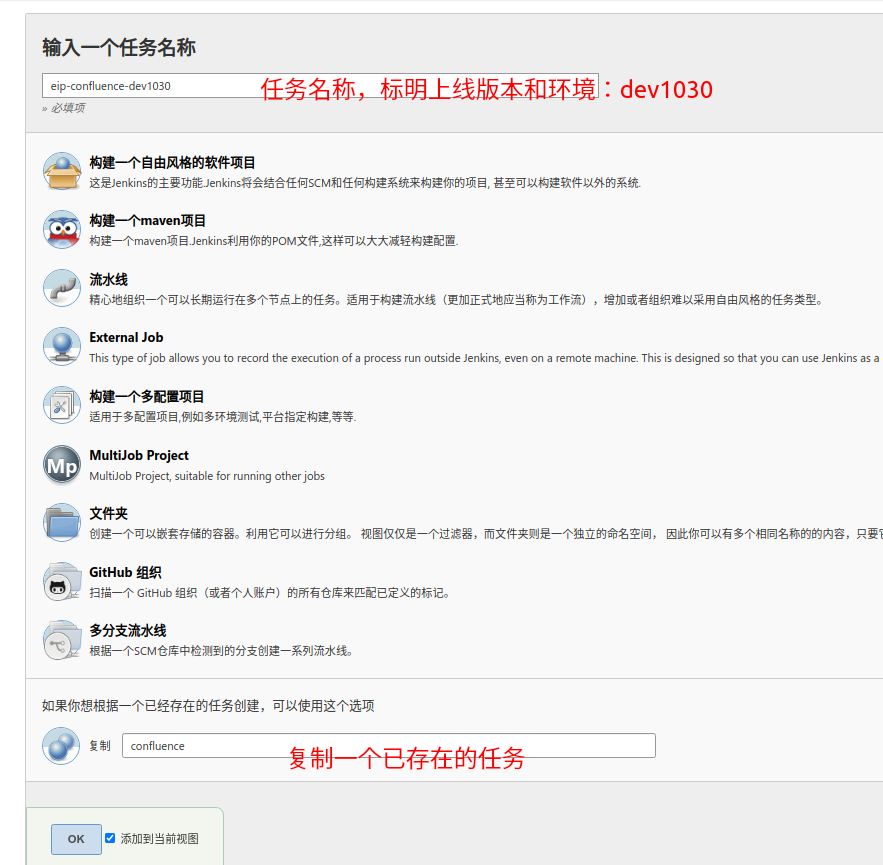 输入一个任务名称
eip-confluence-dev1030
任务名称，标明上线版本和环境：dev1030
» 必填项
构建一个自由风格的软件项目
这是Jenkins的主要功能.Jenkins将会结合任何SCM和任何构建系统来构建你的项目, 甚至可以构建软件以外的系统.
构建一个maven项目
构建一个maven项目.Jenkins利用你的POM文件,这样可以大大减轻构建配置.
流水线
精心地组织一个可以长期运行在多个节点上的任务。适用于构建流水线（更加正式地应当称为工作流），增加或者组织难以采用自由风格的任务类型。
External Job
This type of job allows you to record the execution of a process run outside Jenkins, even on a remote machine. This is designed so that you can use Jenkins as a
构建一个多配置项目
适用于多配置项目,例如多环境测试,平台指定构建,等等.
Mp
MultiJob Project
MultiJob Project, suitable for running other jobs
文件夹
创建一个可以嵌套存储的容器。利用它可以进行分组。 视图仅仅是一个过滤器，而文件夹则是一个独立的命名空间， 因此你可以有多个相同名称的的内容，只要
GitHub 组织
扫描一个 GitHub 组织（或者个人账户）的所有仓库来匹配已定义的标记。
多分支流水线
根据一个SCM仓库中检测到的分支创建一系列流水线。
如果你想根据一个已经存在的任务创建，可以使用这个选项
复制
confluence
复制一个已存在的任务
OK
添加到当前视图